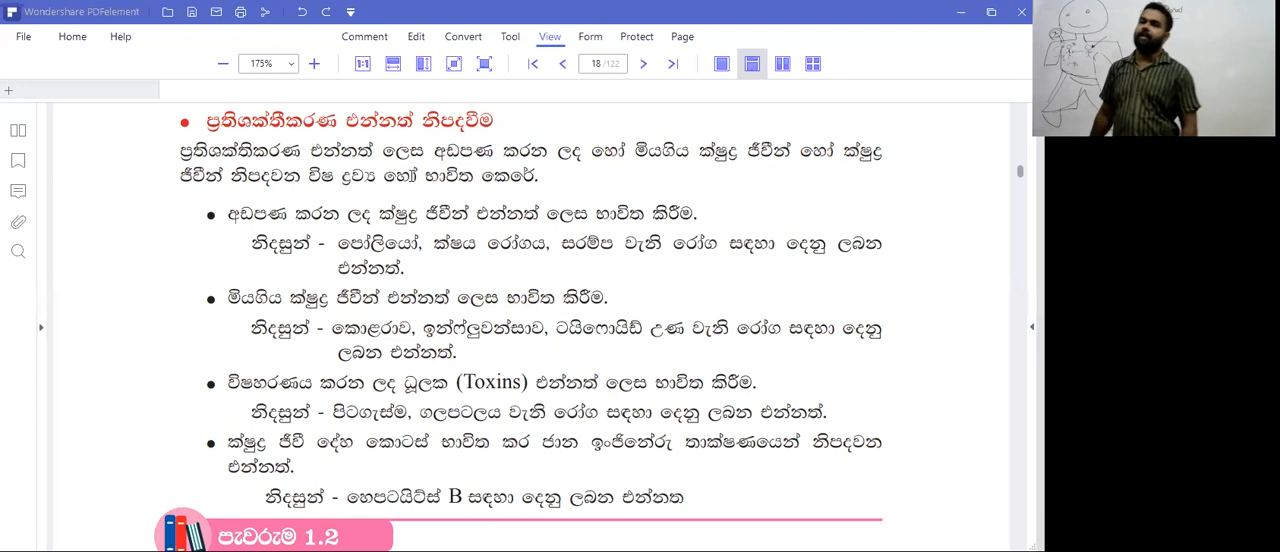 Wondershare PDFelement
File Home Help Comment Edit Convert Tool View Form Protect Page
175% 18 /122
ප්‍රතිශක්තීකරණ එන්නත් නිපදවීම
ප්‍රතිශක්තිකරණ එන්නත් ලෙස අඩපණ කරන ලද හෝ මියගිය ක්ෂුද්‍ර ජීවීන් හෝ ක්ෂුද්‍ර
ජීවීන් නිපදවන විෂ ද්‍රව්‍ය හෝ භාවිත කෙරේ.
• අඩපණ කරන ලද ක්ෂුද්‍ර ජීවීන් එන්නත් ලෙස භාවිත කිරීම.
නිදසුන් - පෝලියෝ, ක්ෂය රෝගය, සරම්ප වැනි රෝග සඳහා දෙනු ලබන
එන්නත්.
• මියගිය ක්ෂුද්‍ර ජීවීන් එන්නත් ලෙස භාවිත කිරීම.
නිදසුන් - කොළරාව, ඉන්ෆ්ලුවන්සාව, ටයිෆොයිඩ් උණ වැනි රෝග සඳහා දෙනු
ලබන එන්නත්.
• විෂහරණය කරන ලද ධූලක (Toxins) එන්නත් ලෙස භාවිත කිරීම.
නිදසුන් - පිටගැස්ම, ගලපටලය වැනි රෝග සඳහා දෙනු ලබන එන්නත්.
• ක්ෂුද්‍ර ජීවී දේහ කොටස් භාවිත කර ජාන ඉංජිනේරු තාක්ෂණයෙන් නිපදවන
එන්නත්.
නිදසුන් - හෙපටයිට්ස් B සඳහා දෙනු ලබන එන්නත
පැවරුම 1.2